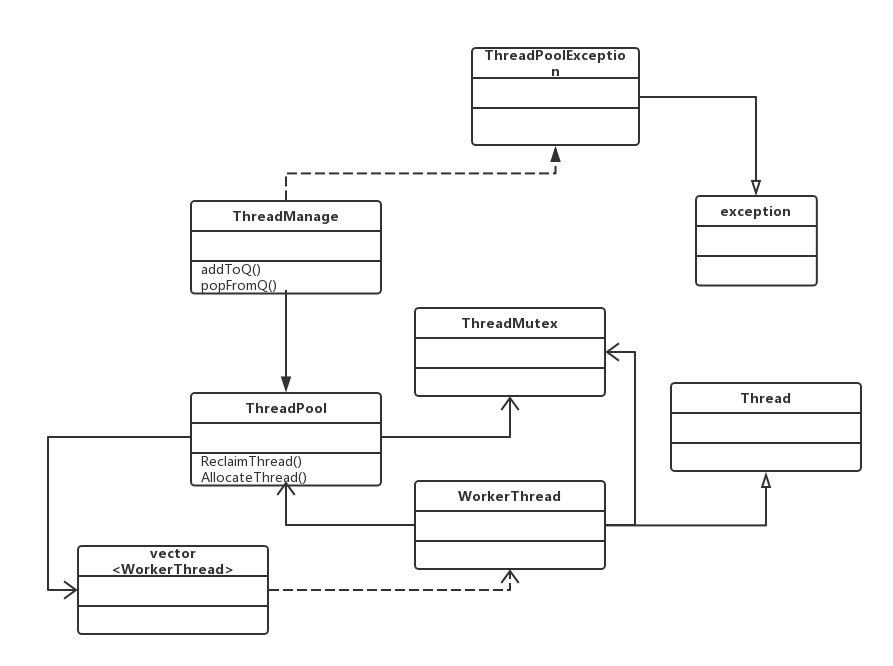 ThreadPoolExceptio
n
exception
ThreadManage
addToQ()
popFromQ()
ThreadMutex
Thread
ThreadPool
ReclaimThread()
AllocateThread()
WorkerThread
vector
<WorkerThread>